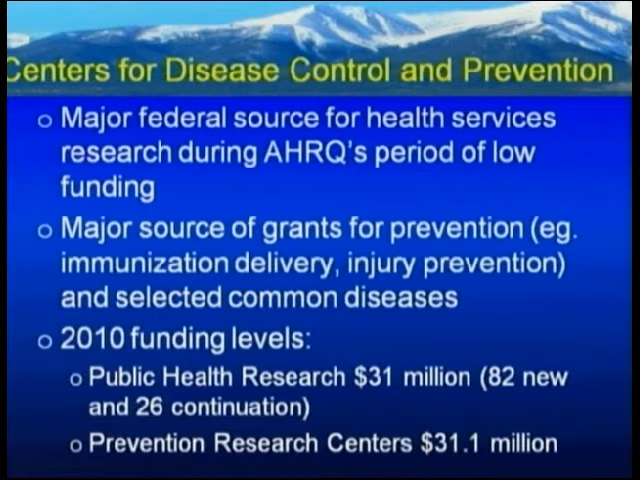 Centers for Disease Control and Prevention
o Major federal source for health services
research during AHRQ's period of low
funding
o Major source of grants for prevention (eg.
immunization delivery, injury prevention)
and selected common diseases
o 2010 funding levels:
o Public Health Research $31 million (82 new
and 26 continuation)
o Prevention Research Centers $31.1 million